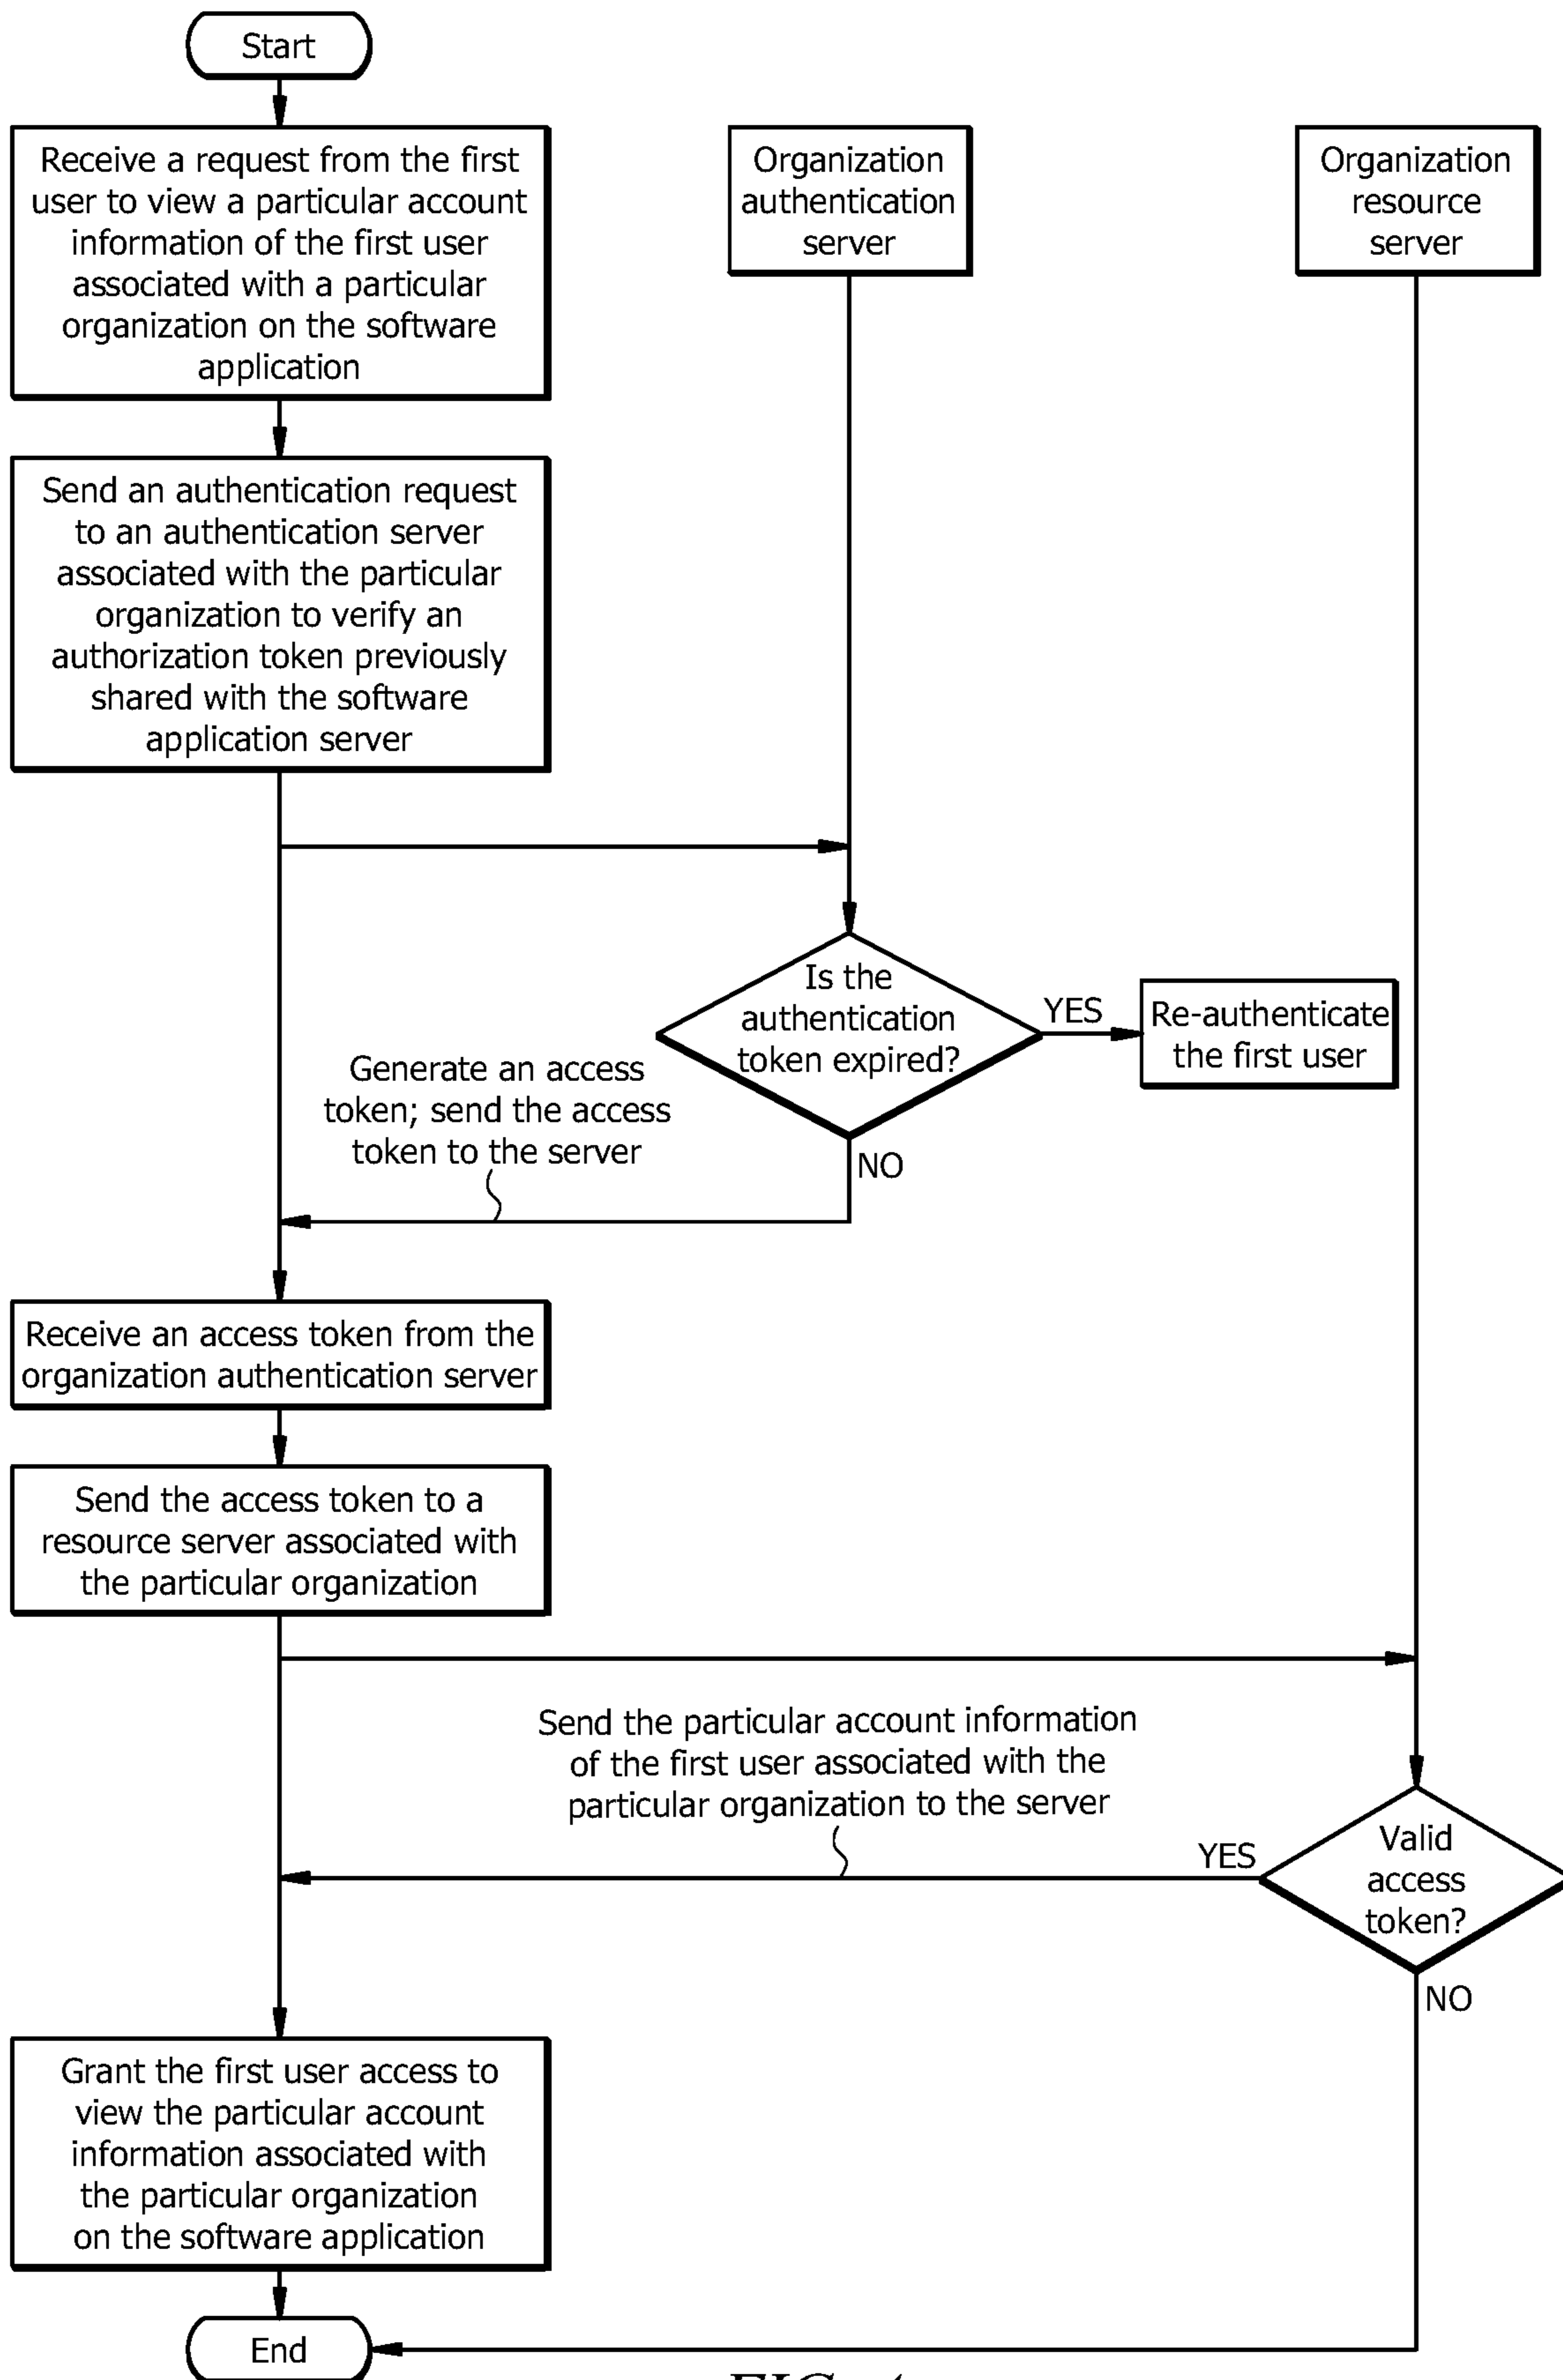 Start
Receive a request from the first
user to view a particular account
information of the first user
associated with a particular
organization on the software
application
Organization
authentication
server
Organization
resource
server
Send an authentication request
to an authentication server
associated with the particular
organization to verify an
authorization token previously
shared with the software
application server
Is the
authentication
token expired?
YES
Re-authenticate
the first user
NO
Generate an access
token; send the access
token to the server
Receive an access token from the
organization authentication server
Send the access token to a
resource server associated with
the particular organization
Send the particular account information
of the first user associated with the
particular organization to the server
YES
Valid
access
token?
NO
Grant the first user access to
view the particular account
information associated with
the particular organization
on the software application
End